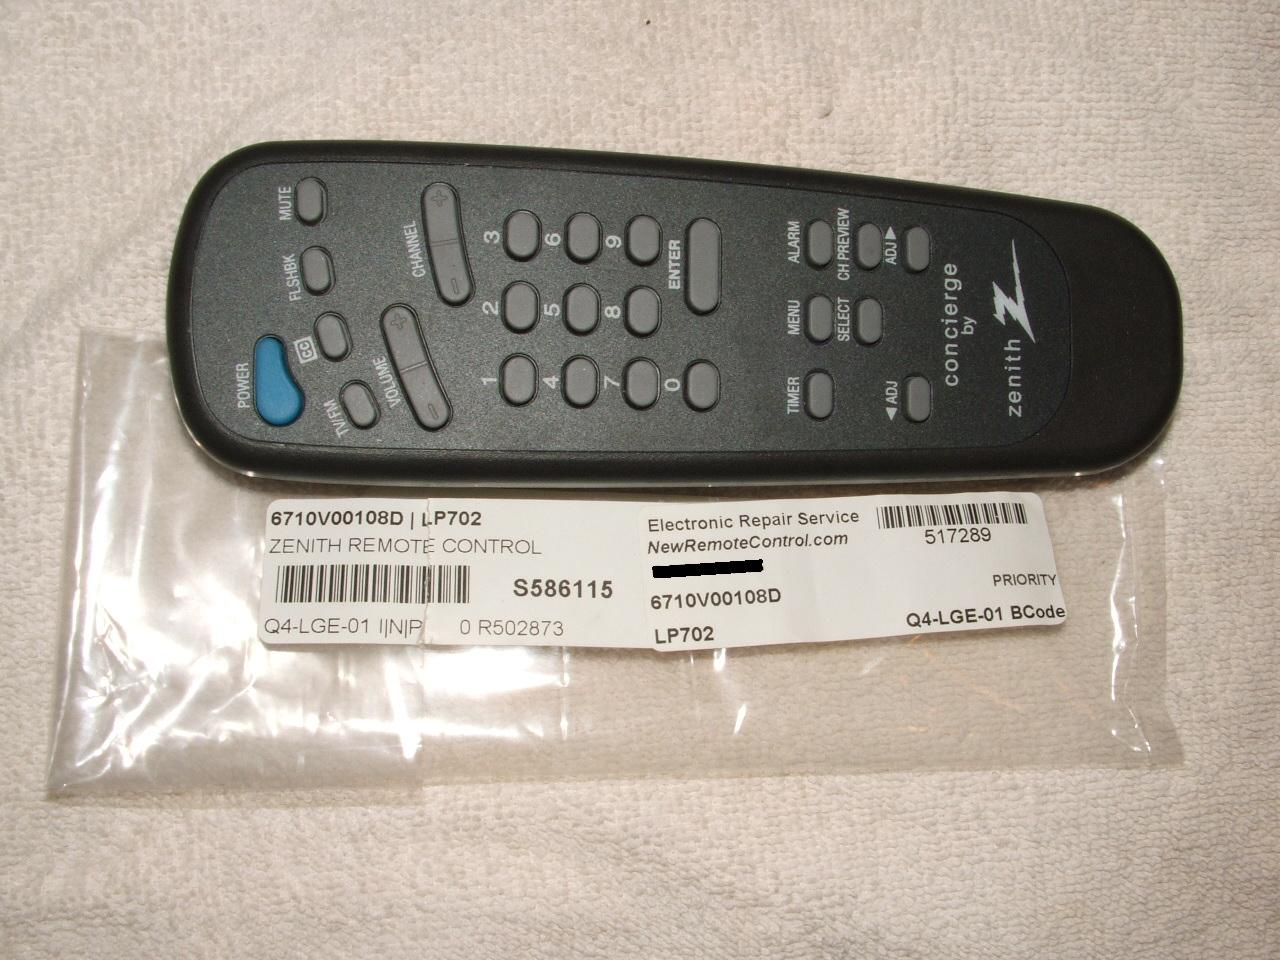 MUTE
FLSHBK
CC
POWER
TV/FM
CHANNEL
+
-
VOLUME
+
-
1 2 3
4 5 6
7 8 9
0 ENTER
TIMER MENU ALARM
SELECT CH PREVIEW
◀ADJ ADJ▶
concierge
by
zenith
6710V00108D | LP702
ZENITH REMOTE CONTROL
S586115
Q4-LGE-01 I|N|P 0 R502873
Electronic Repair Service
NewRemoteControl.com
517289
PRIORITY
6710V00108D
LP702
Q4-LGE-01 BCode